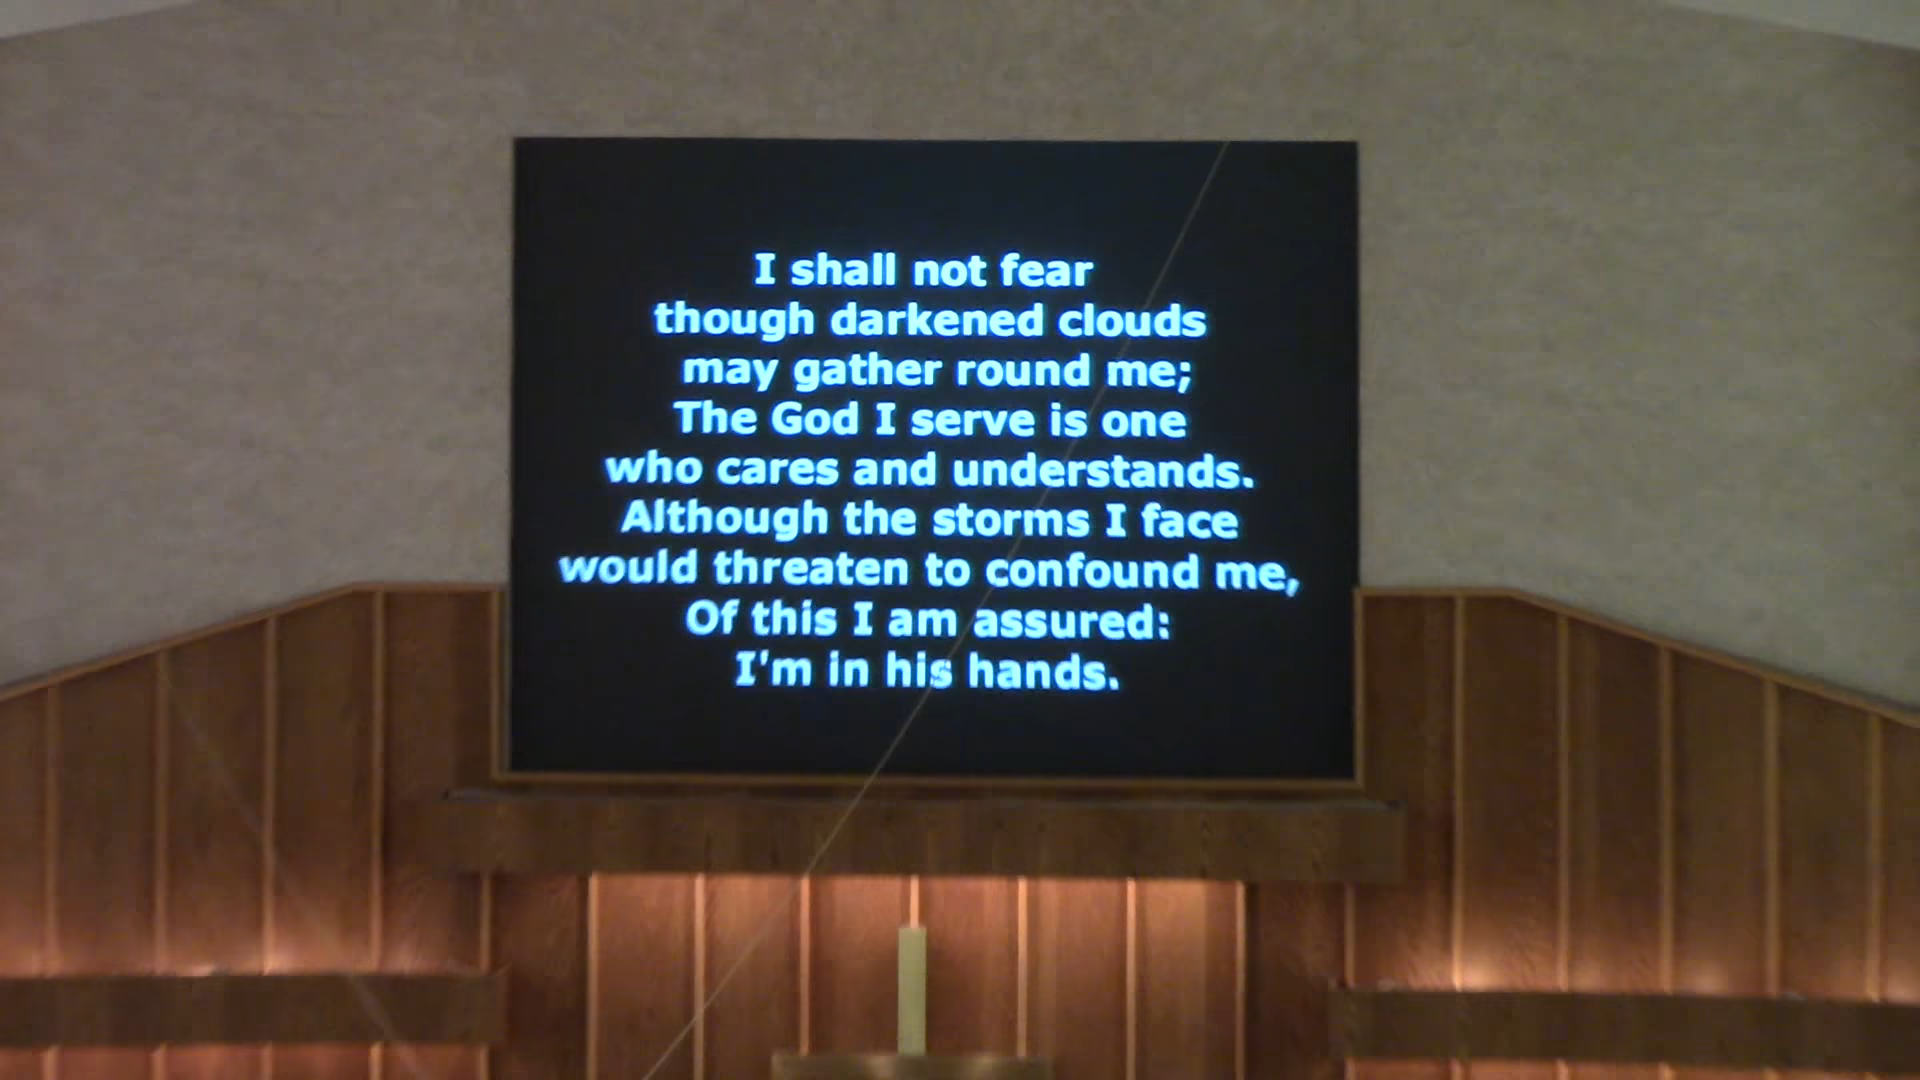 I shall not fear
though darkened clouds
may gather round me;
The God I serve is one
who cares and understands.
Although the storms I face
would threaten to confound me,
Of this I am assured:
I'm in his hands.